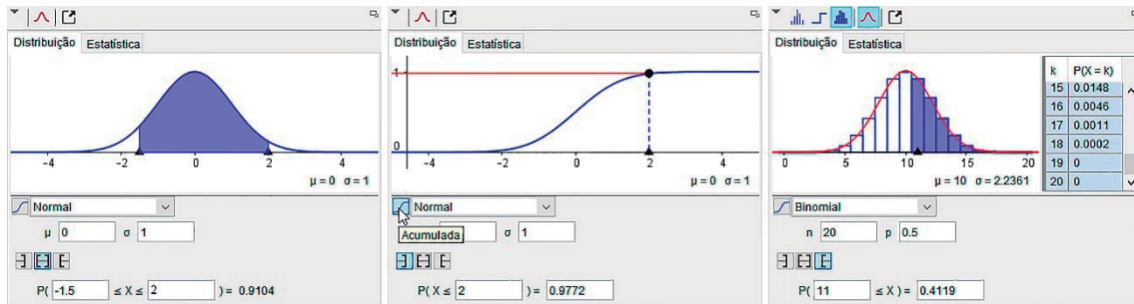 Distribuição Estatística
-4 -2 0 2 4
μ = 0 σ = 1
Normal
μ 0 σ 1
P( -1.5 ≤ X ≤ 2 ) = 0.9104
Distribuição Estatística
1
0
-4 -2 0 2 4
μ = 0 σ = 1
Normal
Acumulada
σ 1
P( X ≤ 2 ) = 0.9772
Distribuição Estatística
0 5 10 15 20
μ = 10 σ = 2.2361
k P(X = k)
15 0.0148
16 0.0046
17 0.0011
18 0.0002
19 0
20 0
Binomial
n 20 p 0.5
P( 11 ≤ X ) = 0.4119